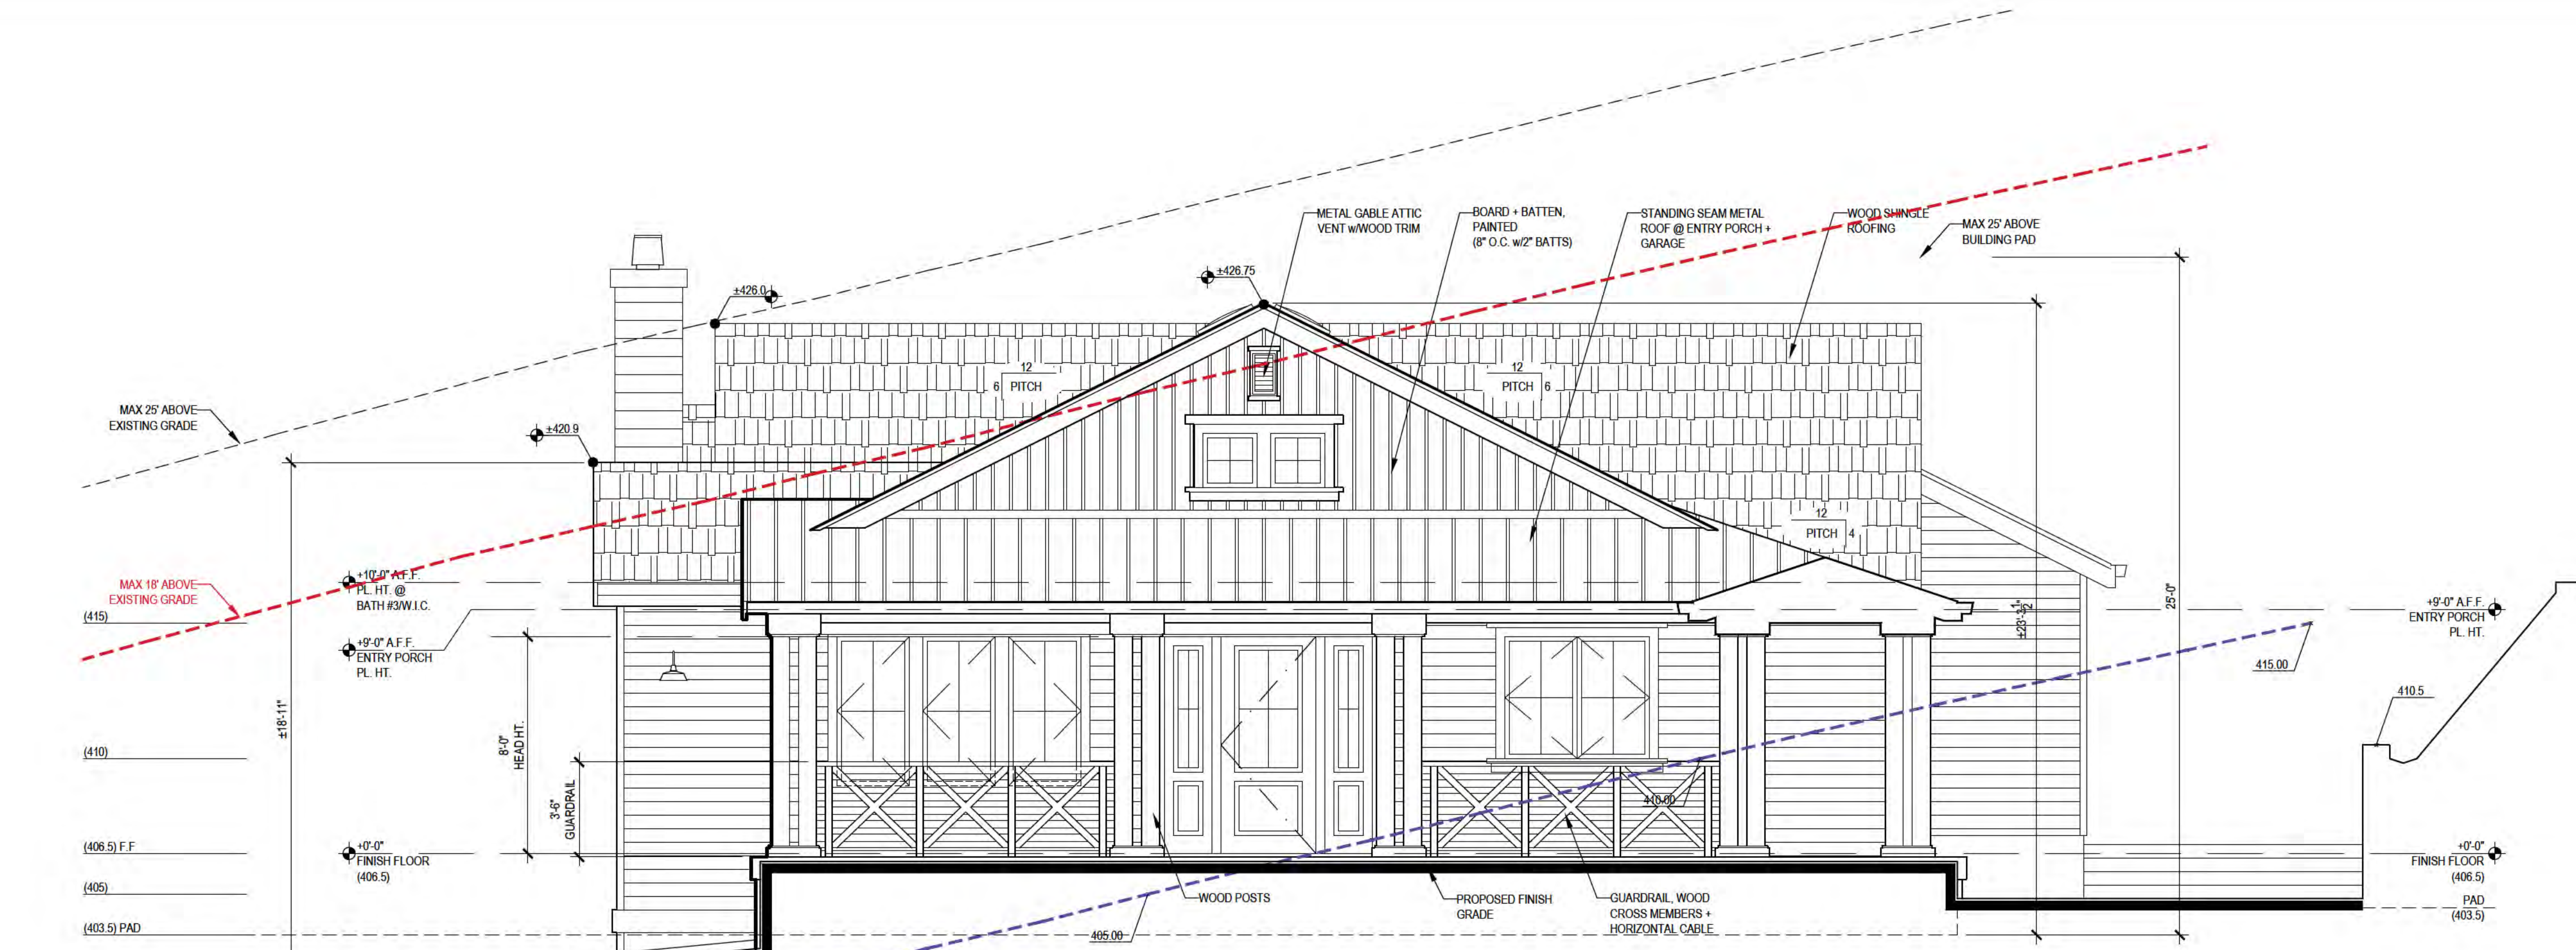 METAL GABLE ATTIC
VENT w/WOOD TRIM
BOARD + BATTEN,
PAINTED
(8" O.C. w/2" BATTS)
STANDING SEAM METAL
ROOF @ ENTRY PORCH +
GARAGE
WOOD SHINGLE
ROOFING
MAX 25' ABOVE
BUILDING PAD
±426.0
±426.75
12
6 PITCH
12
PITCH 6
MAX 25' ABOVE
EXISTING GRADE
±420.9
12
PITCH 4
MAX 18' ABOVE
EXISTING GRADE
+10'-0" A.F.F.
PL. HT. @
BATH #3/W.I.C.
(415)
+9'-0" A.F.F.
ENTRY PORCH
PL. HT.
±18'-11"
8'-0"
HEAD HT.
3'-6"
GUARDRAIL
±23'-3 1/2"
25'-0"
+9'-0" A.F.F.
ENTRY PORCH
PL. HT.
415.00
410.5
(410)
410.00
(406.5) F.F
+0'-0"
FINISH FLOOR
(406.5)
+0'-0"
FINISH FLOOR
(406.5)
(405)
WOOD POSTS
PROPOSED FINISH
GRADE
GUARDRAIL, WOOD
CROSS MEMBERS +
HORIZONTAL CABLE
PAD
(403.5)
(403.5) PAD
405.00